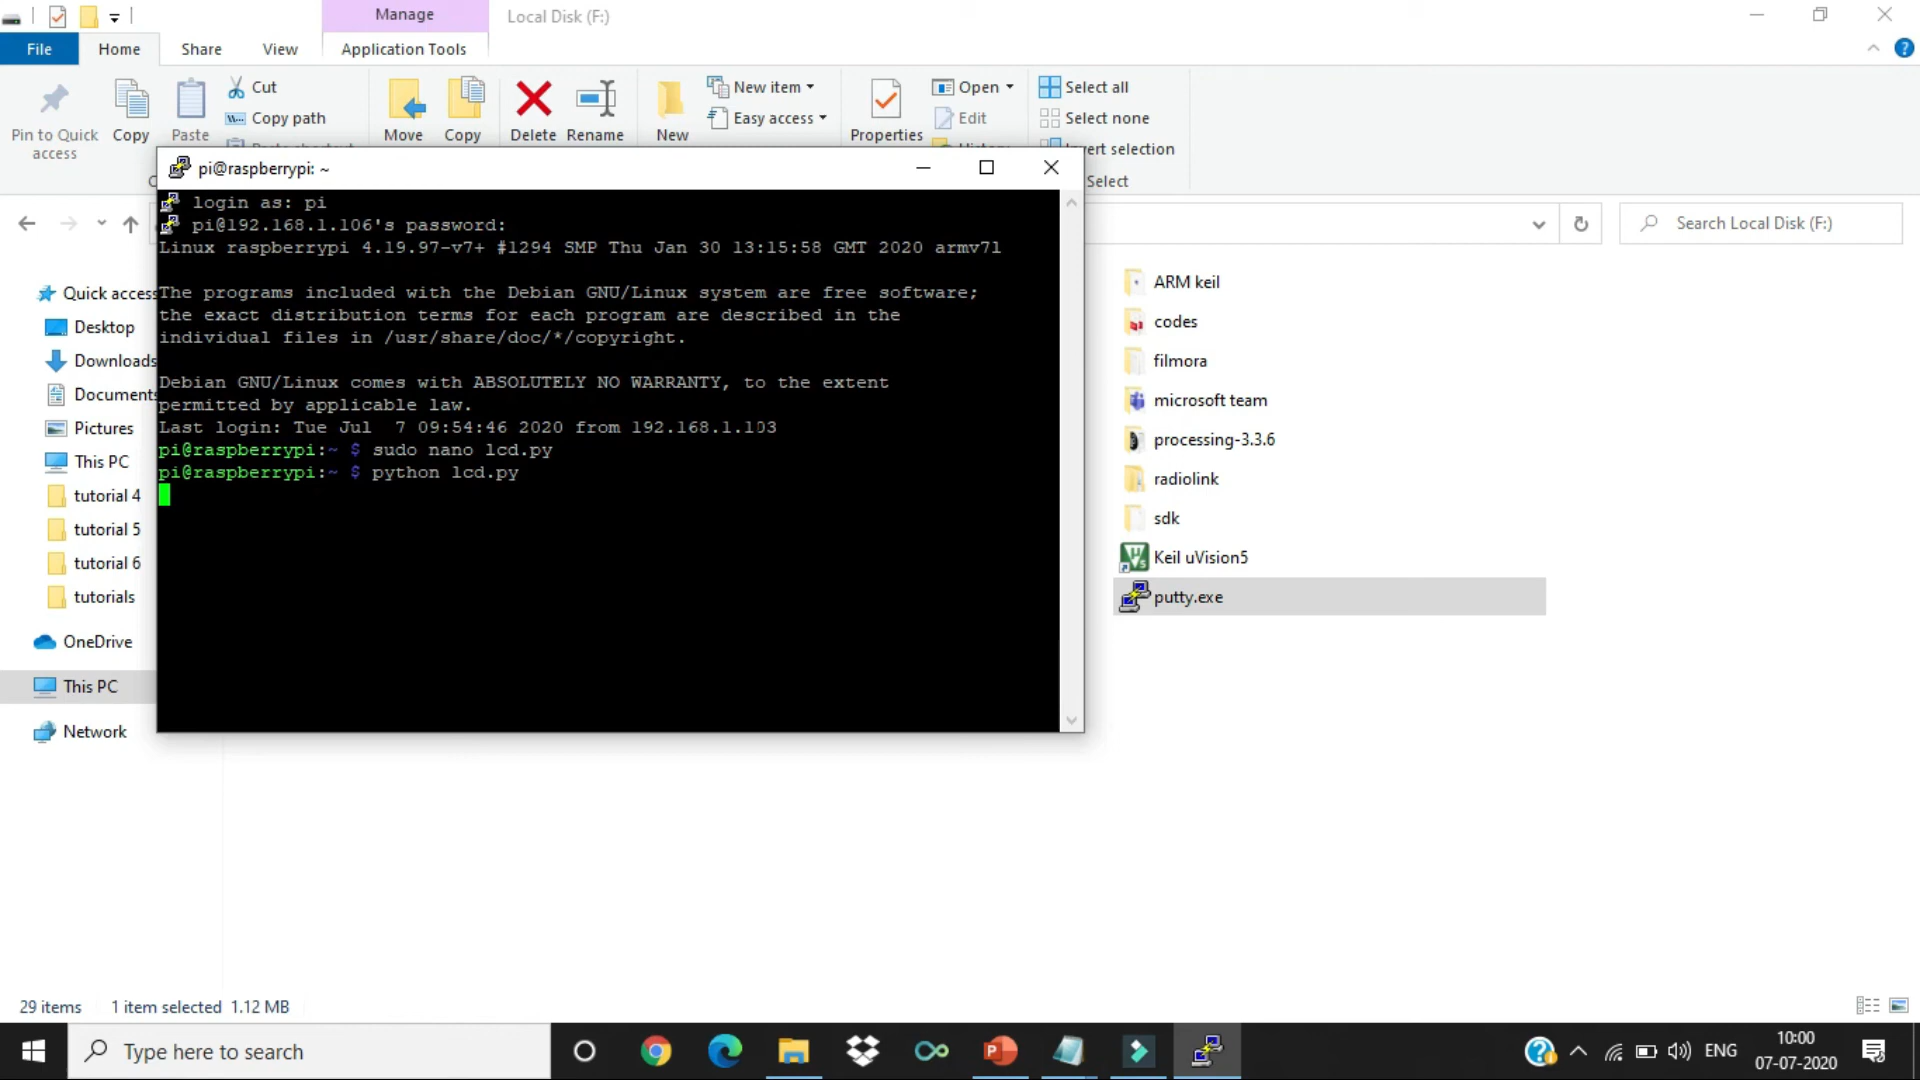 Manage
Local Disk (F:)
File
Home
Share
View
Application Tools
Pin to Quick access
Copy
Paste
Cut
Copy path
Move
Copy
Delete
Rename
New
New item
Easy access
Properties
Open
Edit
Select all
Select none
nvert selection
Select
pi@raspberrypi: ~
Search Local Disk (F:)
login as: pi
pi@192.168.1.106's password:
Linux raspberrypi 4.19.97-v7+ #1294 SMP Thu Jan 30 13:15:58 GMT 2020 armv7l
The programs included with the Debian GNU/Linux system are free software;
the exact distribution terms for each program are described in the
individual files in /usr/share/doc/*/copyright.
Debian GNU/Linux comes with ABSOLUTELY NO WARRANTY, to the extent
permitted by applicable law.
Last login: Tue Jul  7 09:54:46 2020 from 192.168.1.103
pi@raspberrypi:~ $ sudo nano lcd.py
pi@raspberrypi:~ $ python lcd.py
Quick access
Desktop
Downloads
Documents
Pictures
This PC
tutorial 4
tutorial 5
tutorial 6
tutorials
OneDrive
This PC
Network
ARM keil
codes
filmora
microsoft team
processing-3.3.6
radiolink
sdk
Keil uVision5
putty.exe
29 items
1 item selected 1.12 MB
Type here to search
ENG
10:00
07-07-2020